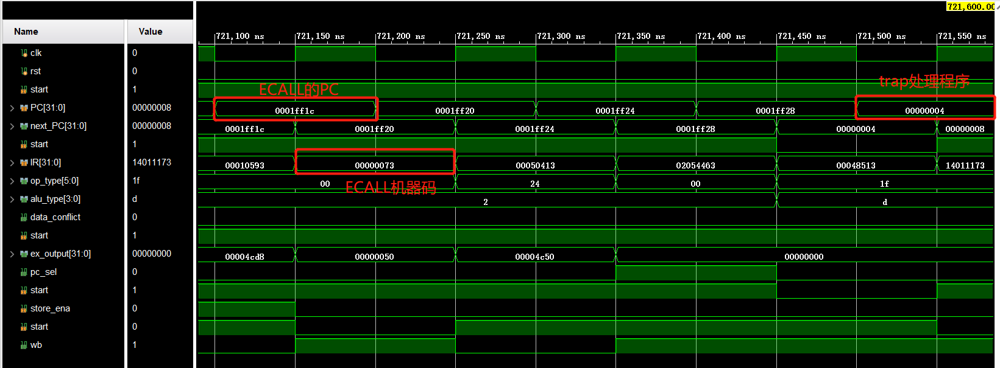 721,600.00
Name Value
721,100 ns 721,150 ns 721,200 ns 721,250 ns 721,300 ns 721,350 ns 721,400 ns 721,450 ns 721,500 ns 721,550 ns
clk 0
rst 0
start 1
ECALL的PC trap处理程序
PC[31:0] 00000008 0001ff1c 0001ff20 0001ff24 0001ff28 00000004
next_PC[31:0] 00000008 0001ff1c 0001ff20 0001ff24 0001ff28 00000004 00000008
start 1
IR[31:0] 14011173 00010593 00000073 00050413 02054463 00048513 14011173
op_type[5:0] 1f 00 24 00 1f
ECALL机器码
alu_type[3:0] d 2 d
data_conflict 0
start 1
ex_output[31:0] 00000000 00004cd8 00000050 00004c50 00000000
pc_sel 0
start 1
store_ena 0
start 0
wb 1